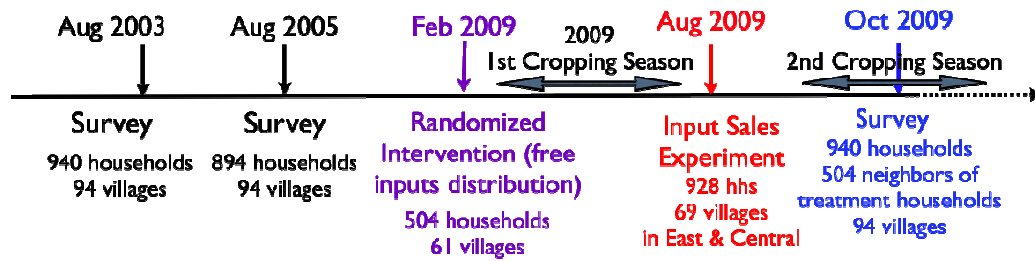 Aug 2003
Aug 2005
Feb 2009
2009
1st Cropping Season
Aug 2009
Oct 2009
2nd Cropping Season
Survey
940 households
94 villages
Survey
894 households
94 villages
Randomized
Intervention (free
inputs distribution)
504 households
61 villages
Input Sales
Experiment
928 hhs
69 villages
in East & Central
Survey
940 households
504 neighbors of
treatment households
94 villages